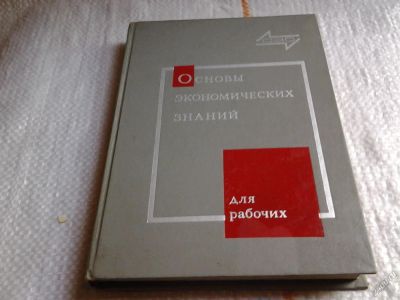 Основы
экономических
знаний
для
рабочих